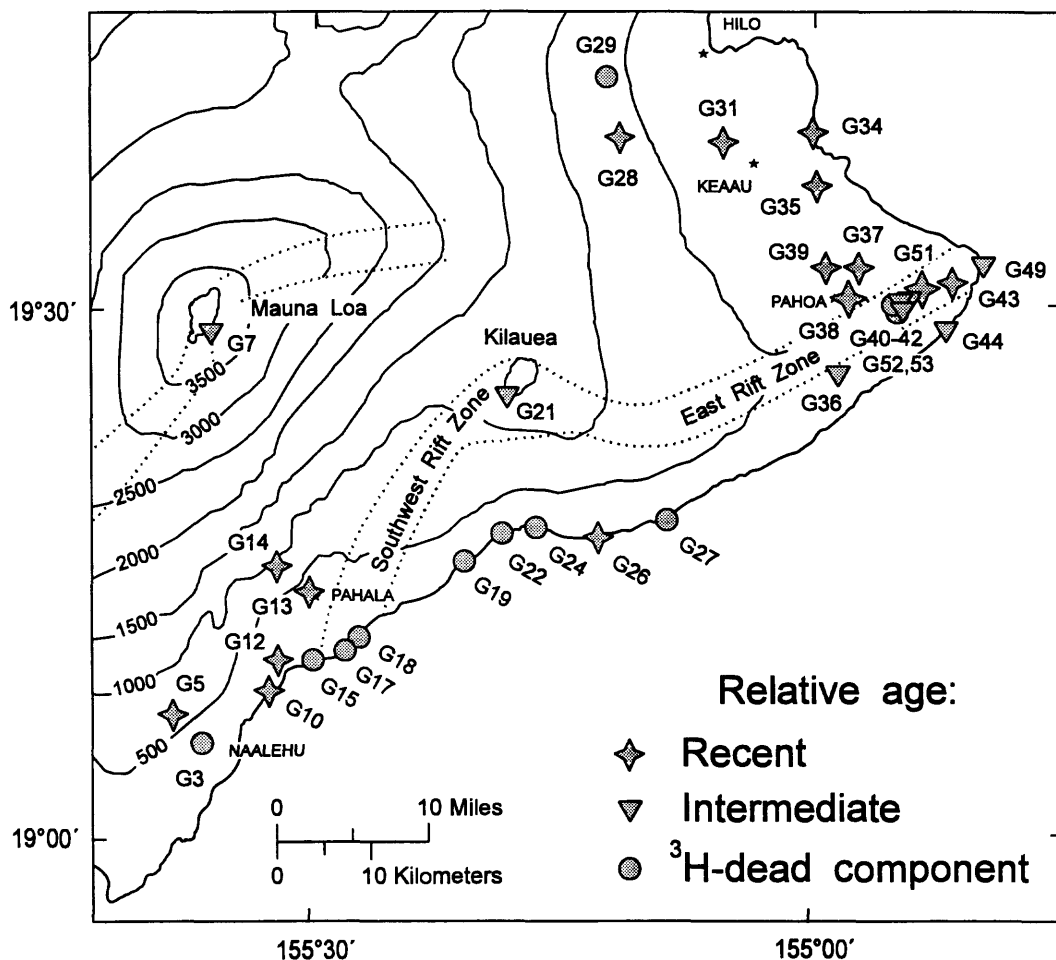 HILO
G29
G31
G34
G28
KEAAU
G35
G39
G37
G51
G49
PAHOA
G43
G38
G40-42
G44
G52,53
G36
19°30′
Mauna Loa
G7
3500
3000
2500
2000
1500
1000
500
Kilauea
G21
East Rift Zone
Southwest Rift Zone
G14
G13
PAHALA
G12
G5
G10
G15
G17
G18
G19
G22
G24
G26
G27
G3
NAALEHU
Relative age:
Recent
Intermediate
³H-dead component
0 10 Miles
0 10 Kilometers
19°00′
155°30′
155°00′